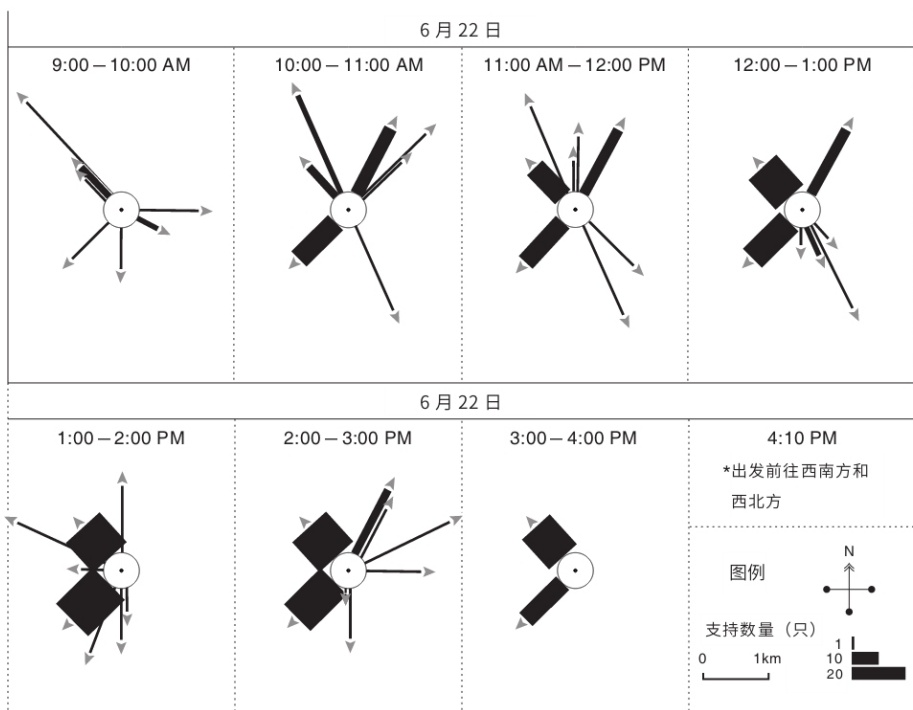 6 月 22 日
9:00 – 10:00 AM
10:00 – 11:00 AM
11:00 AM – 12:00 PM
12:00 – 1:00 PM
6 月 22 日
1:00 – 2:00 PM
2:00 – 3:00 PM
3:00 – 4:00 PM
4:10 PM
*出发前往西南方和
西北方
图例
N
支持数量（只）
0 1km
1
10
20